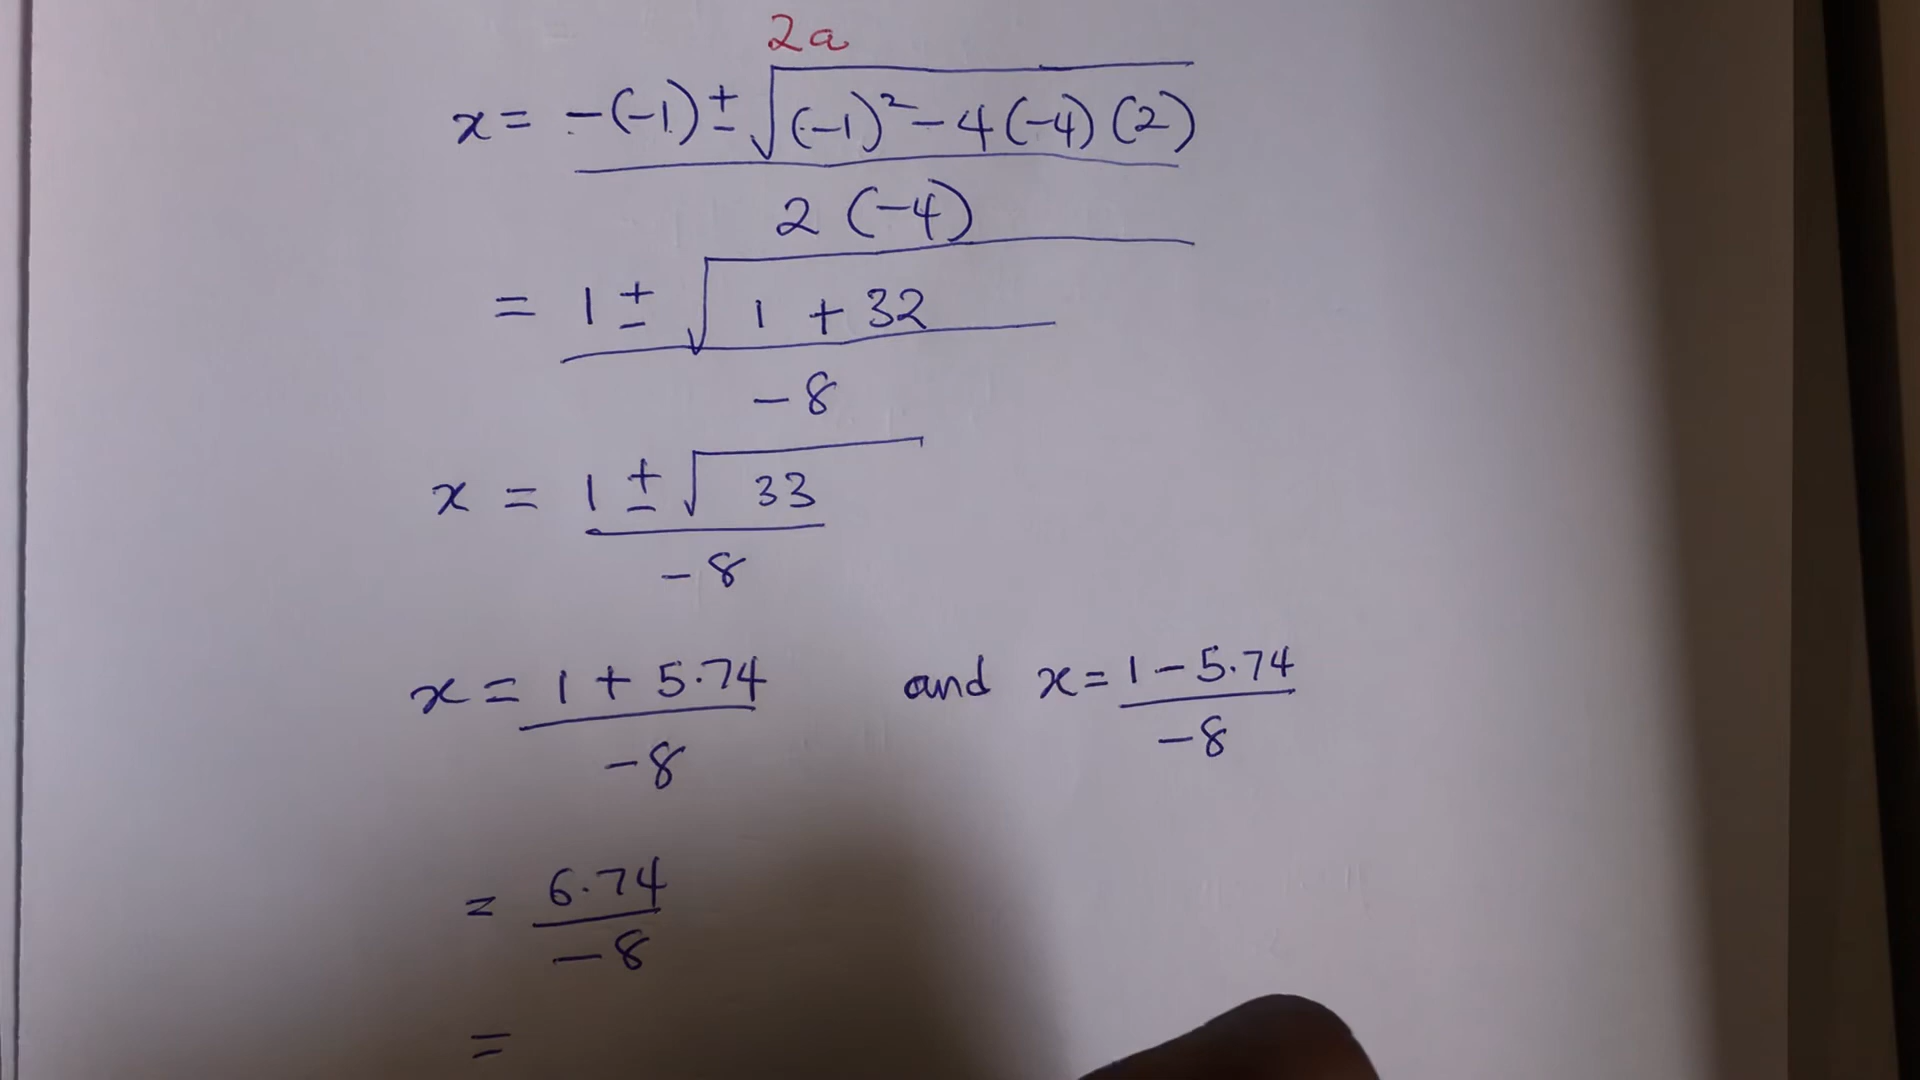 2a
x = -(-1) ± √(-1)² - 4(-4)(2)
2(-4)
= 1 ± √1 + 32
-8
x = 1 ± √33
-8
x = 1 + 5.74 and x = 1 - 5.74
-8 -8
= 6.74
-8
=